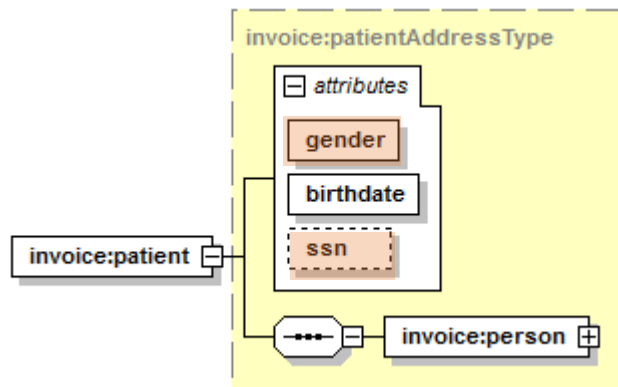 invoice:patientAddressType
attributes
gender
birthdate
ssn
invoice:patient
invoice:person